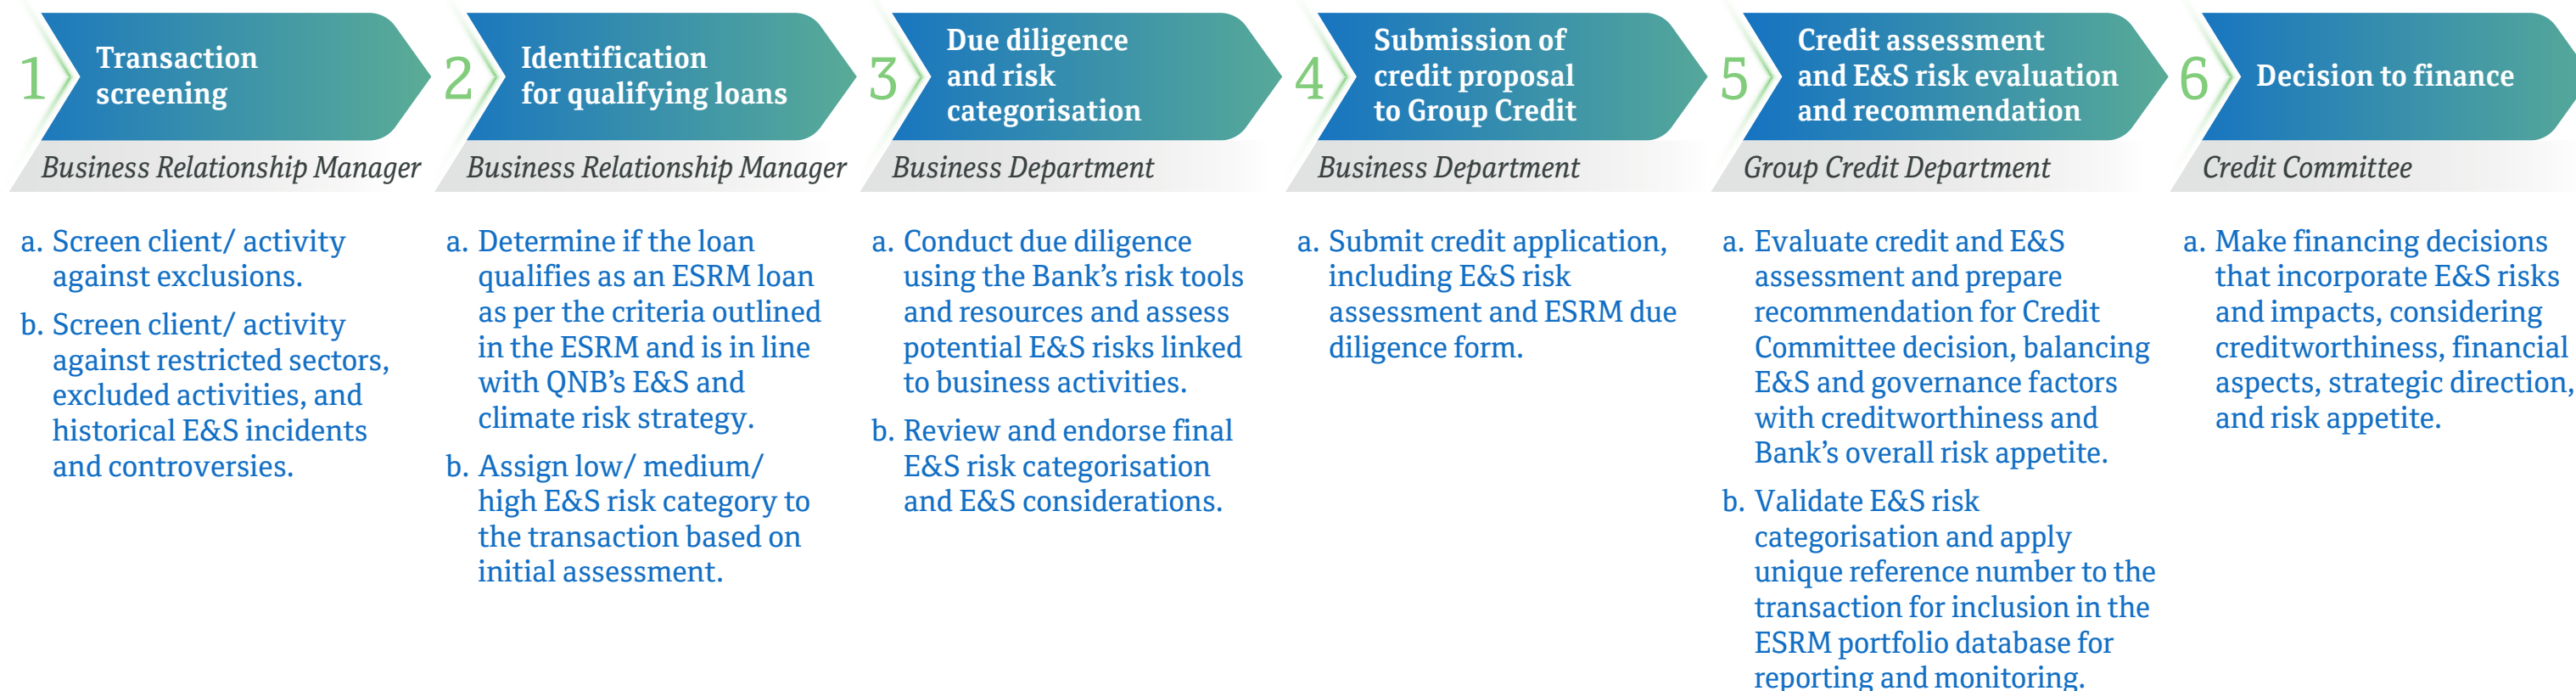 1
Transaction
screening
Business Relationship Manager
a. Screen client/ activity
against exclusions.
b. Screen client/ activity
against restricted sectors,
excluded activities, and
historical E&S incidents
and controversies.
2
Identification
for qualifying loans
Business Relationship Manager
a. Determine if the loan
qualifies as an ESRM loan
as per the criteria outlined
in the ESRM and is in line
with QNB's E&S and
climate risk strategy.
b. Assign low/ medium/
high E&S risk category to
the transaction based on
initial assessment.
3
Due diligence
and risk
categorisation
Business Department
a. Conduct due diligence
using the Bank's risk tools
and resources and assess
potential E&S risks linked
to business activities.
b. Review and endorse final
E&S risk categorisation
and E&S considerations.
4
Submission of
credit proposal
to Group Credit
Business Department
a. Submit credit application,
including E&S risk
assessment and ESRM due
diligence form.
5
Credit assessment
and E&S risk evaluation
and recommendation
Group Credit Department
a. Evaluate credit and E&S
assessment and prepare
recommendation for Credit
Committee decision, balancing
E&S and governance factors
with creditworthiness and
Bank's overall risk appetite.
b. Validate E&S risk
categorisation and apply
unique reference number to the
transaction for inclusion in the
ESRM portfolio database for
reporting and monitoring.
6
Decision to finance
Credit Committee
a. Make financing decisions
that incorporate E&S risks
and impacts, considering
creditworthiness, financial
aspects, strategic direction,
and risk appetite.